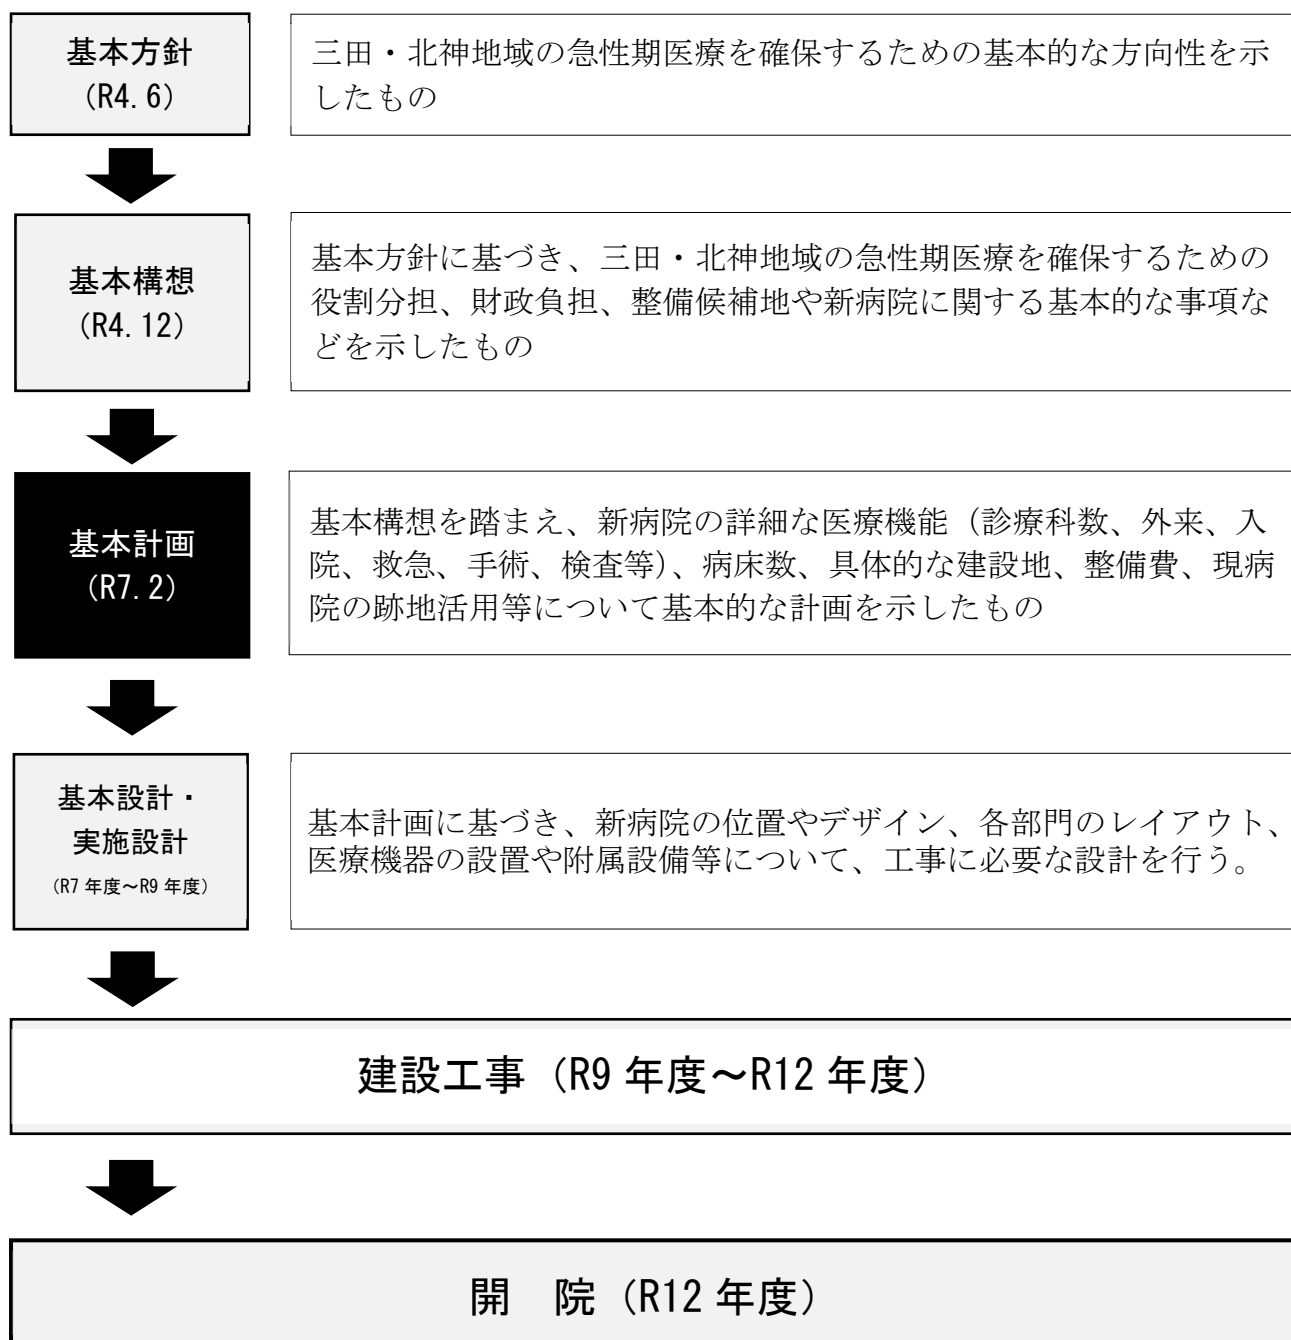 基本方針
(R4.6)
三田・北神地域の急性期医療を確保するための基本的な方向性を示
したもの
基本構想
(R4.12)
基本方針に基づき、三田・北神地域の急性期医療を確保するための
役割分担、財政負担、整備候補地や新病院に関する基本的な事項な
どを示したもの
基本計画
(R7.2)
基本構想を踏まえ、新病院の詳細な医療機能（診療科数、外来、入
院、救急、手術、検査等）、病床数、具体的な建設地、整備費、現病
院の跡地活用等について基本的な計画を示したもの
基本設計・
実施設計
(R7 年度～R9 年度)
基本計画に基づき、新病院の位置やデザイン、各部門のレイアウト、
医療機器の設置や附属設備等について、工事に必要な設計を行う。
建設工事（R9 年度～R12 年度）
開　院（R12 年度）